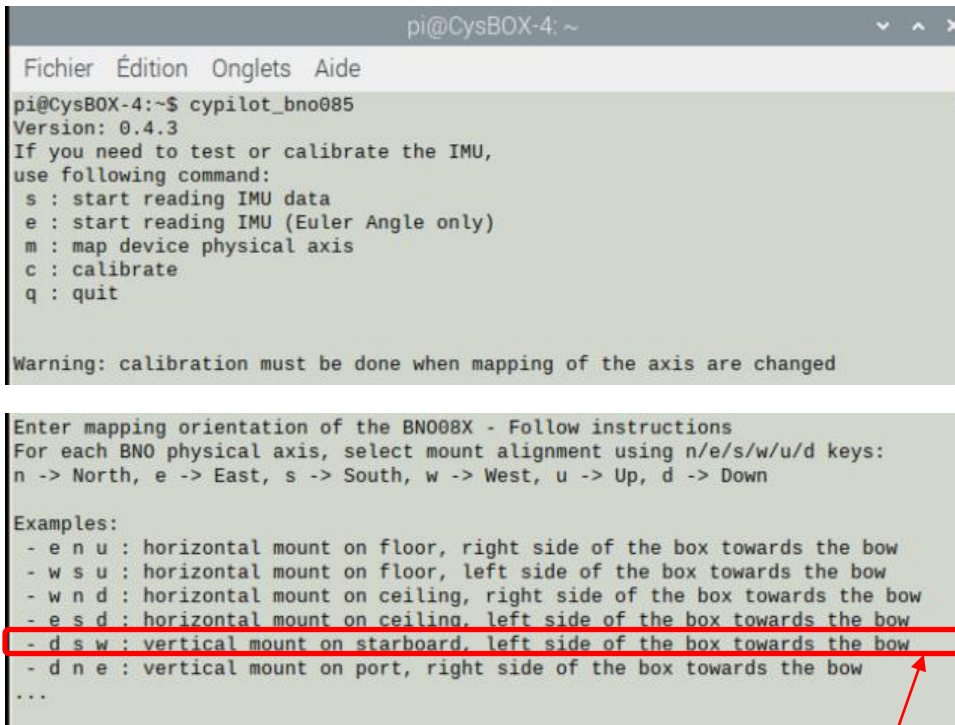 pi@CysBOX-4: ~
Fichier Édition Onglets Aide
pi@CysBOX-4:~$ cypilot_bno085
Version: 0.4.3
If you need to test or calibrate the IMU,
use following command:
s : start reading IMU data
e : start reading IMU (Euler Angle only)
m : map device physical axis
c : calibrate
q : quit
Warning: calibration must be done when mapping of the axis are changed
Enter mapping orientation of the BNO08X - Follow instructions
For each BNO physical axis, select mount alignment using n/e/s/w/u/d keys:
n -> North, e -> East, s -> South, w -> West, u -> Up, d -> Down
Examples:
- e n u : horizontal mount on floor, right side of the box towards the bow
- w s u : horizontal mount on floor, left side of the box towards the bow
- w n d : horizontal mount on ceiling, right side of the box towards the bow
- e s d : horizontal mount on ceiling, left side of the box towards the bow
- d s w : vertical mount on starboard, left side of the box towards the bow
- d n e : vertical mount on port, right side of the box towards the bow
...